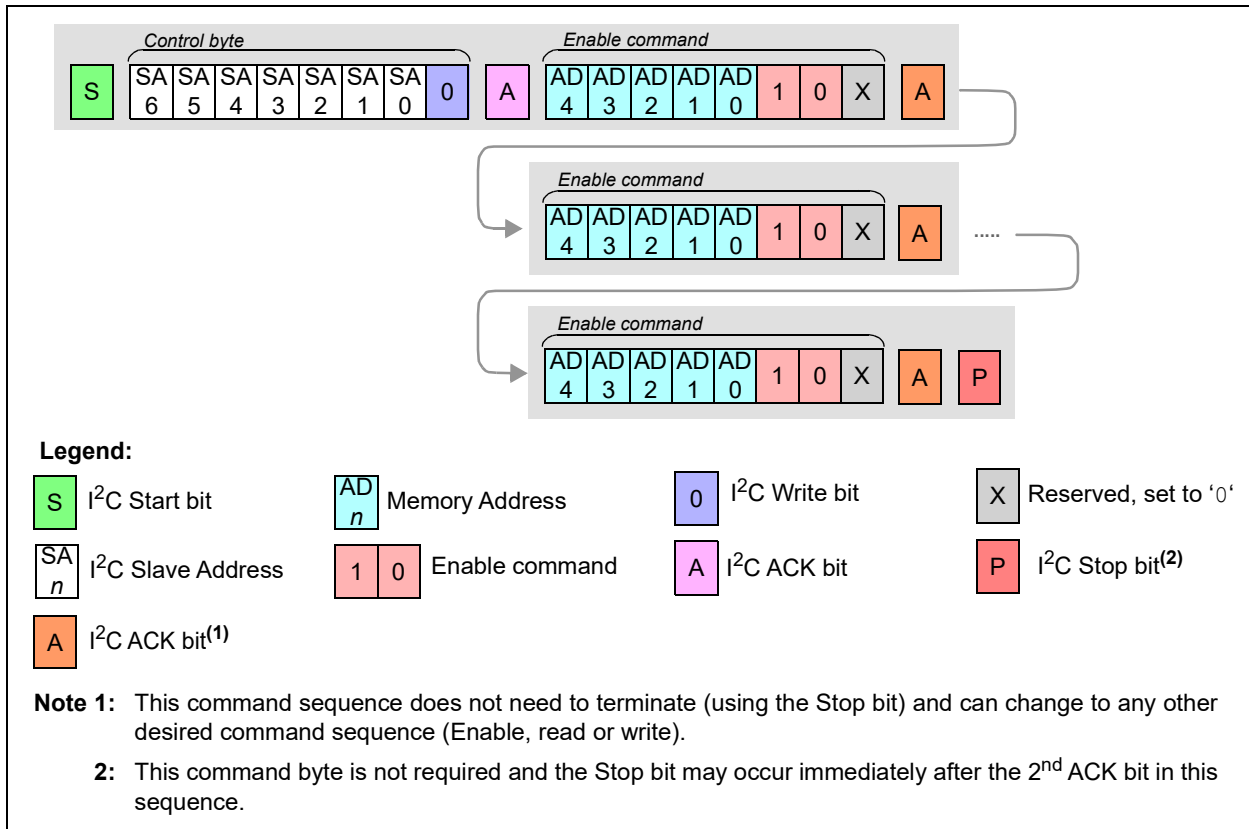 Control byte Enable command
S SA 6 SA 5 SA 4 SA 3 SA 2 SA 1 SA 0 0 A AD 4 AD 3 AD 2 AD 1 AD 0 1 0 X A
Enable command
AD 4 AD 3 AD 2 AD 1 AD 0 1 0 X A .....
Enable command
AD 4 AD 3 AD 2 AD 1 AD 0 1 0 X A P
Legend:
S I²C Start bit AD n Memory Address 0 I²C Write bit X Reserved, set to ‘0‘
SA n I²C Slave Address 1 0 Enable command A I²C ACK bit P I²C Stop bit(2)
A I²C ACK bit(1)
Note 1: This command sequence does not need to terminate (using the Stop bit) and can change to any other
desired command sequence (Enable, read or write).
2: This command byte is not required and the Stop bit may occur immediately after the 2nd ACK bit in this
sequence.